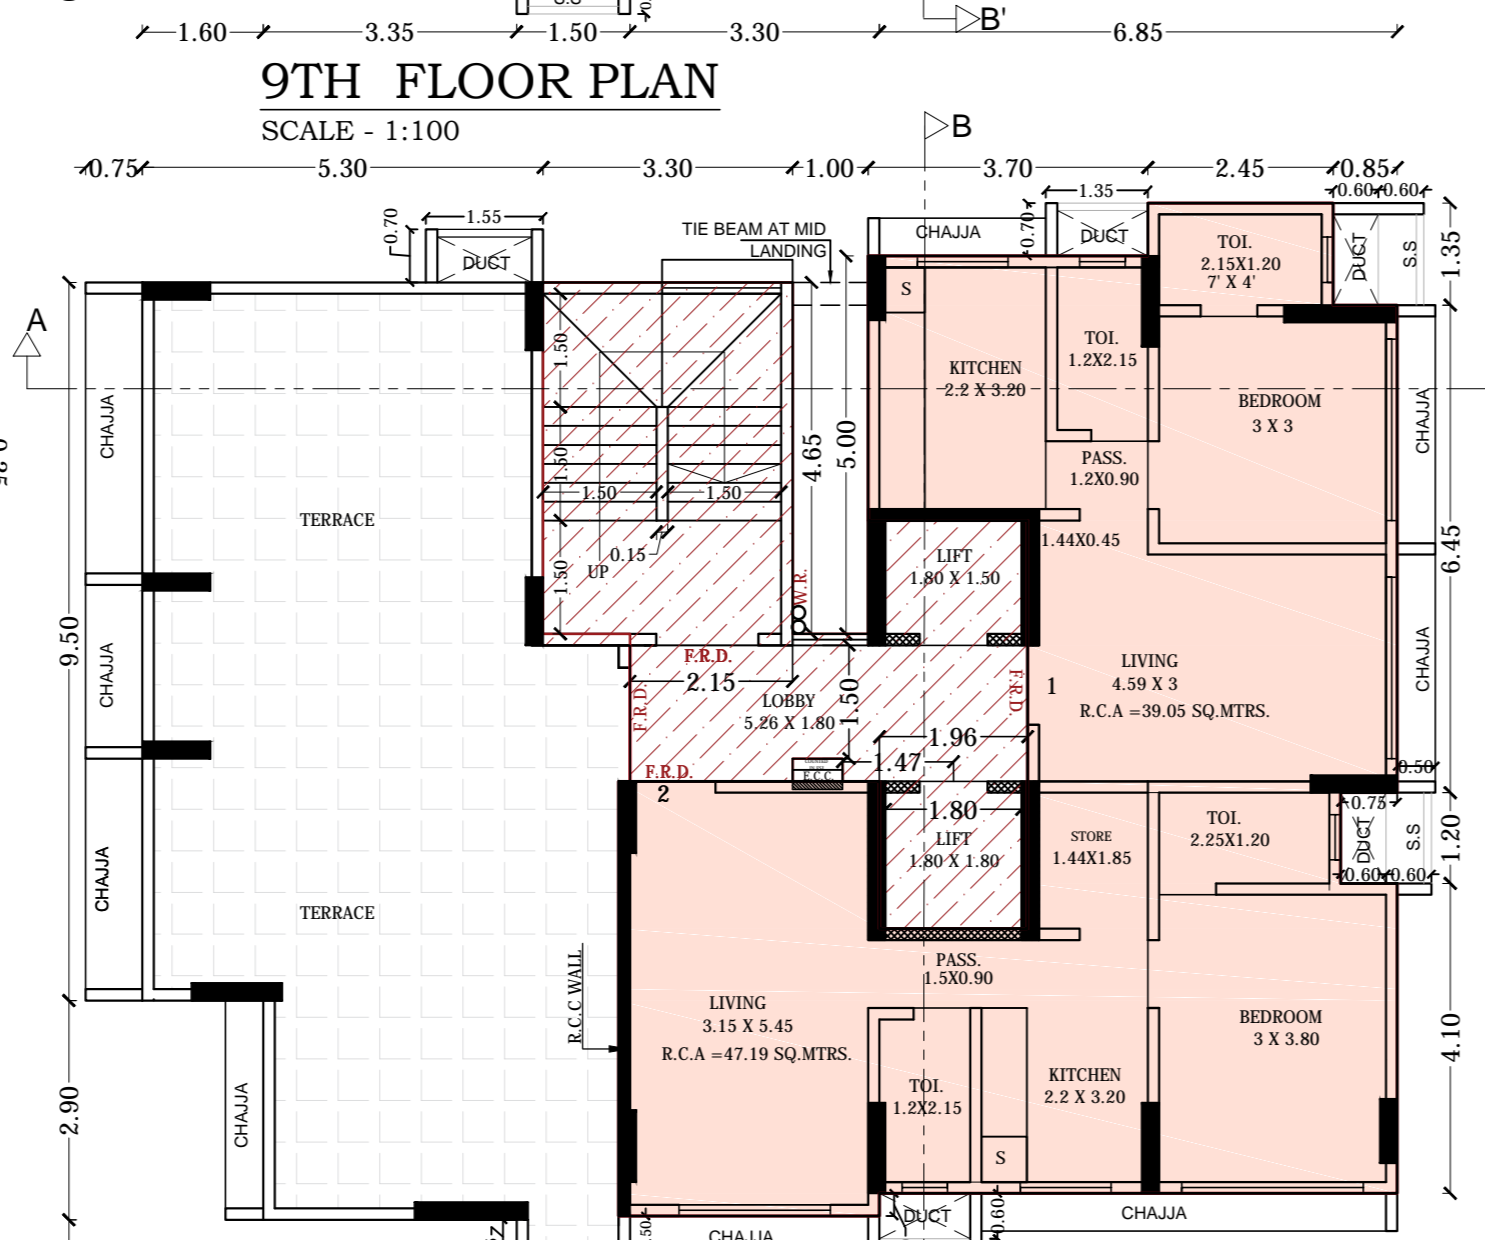 S.S
B'
1.60 3.35 1.50 3.30 6.85
9TH FLOOR PLAN
SCALE - 1:100
B
0.75 5.30 3.30 1.00 3.70 2.45 0.85
1.35 0.60 0.60
1.55
0.70
DUCT
TIE BEAM AT MID
LANDING
CHAJJA
0.70
DUCT
TOI.
2.15X1.20
7' X 4'
DUCT
S.S
1.35
A
S
1.50
KITCHEN
2.2 X 3.20
TOI.
1.2X2.15
BEDROOM
3 X 3
CHAJJA
CHAJJA
4.65
5.00
PASS.
1.2X0.90
1.50
1.50 1.50
TERRACE
0.15
UP
1.50
W.R.
LIFT
1.80 X 1.50
1.44X0.45
6.45
9.50
CHAJJA
F.R.D.
2.15
F.R.D.
LOBBY
5.26 X 1.80
1.50
F.R.D.
1
LIVING
4.59 X 3
R.C.A =39.05 SQ.MTRS.
CHAJJA
1.96
1.47
F.R.D.
2
E.C.C.
0.50
0.75
1.80
LIFT
1.80 X 1.80
STORE
1.44X1.85
TOI.
2.25X1.20
DUCT
S.S
1.20
0.60 0.60
CHAJJA
TERRACE
R.C.C WALL
PASS.
1.5X0.90
LIVING
3.15 X 5.45
R.C.A =47.19 SQ.MTRS.
BEDROOM
3 X 3.80
4.10
2.90
CHAJJA
TOI.
1.2X2.15
KITCHEN
2.2 X 3.20
S
DUCT
0.60
CHAJJA
CHAJJA